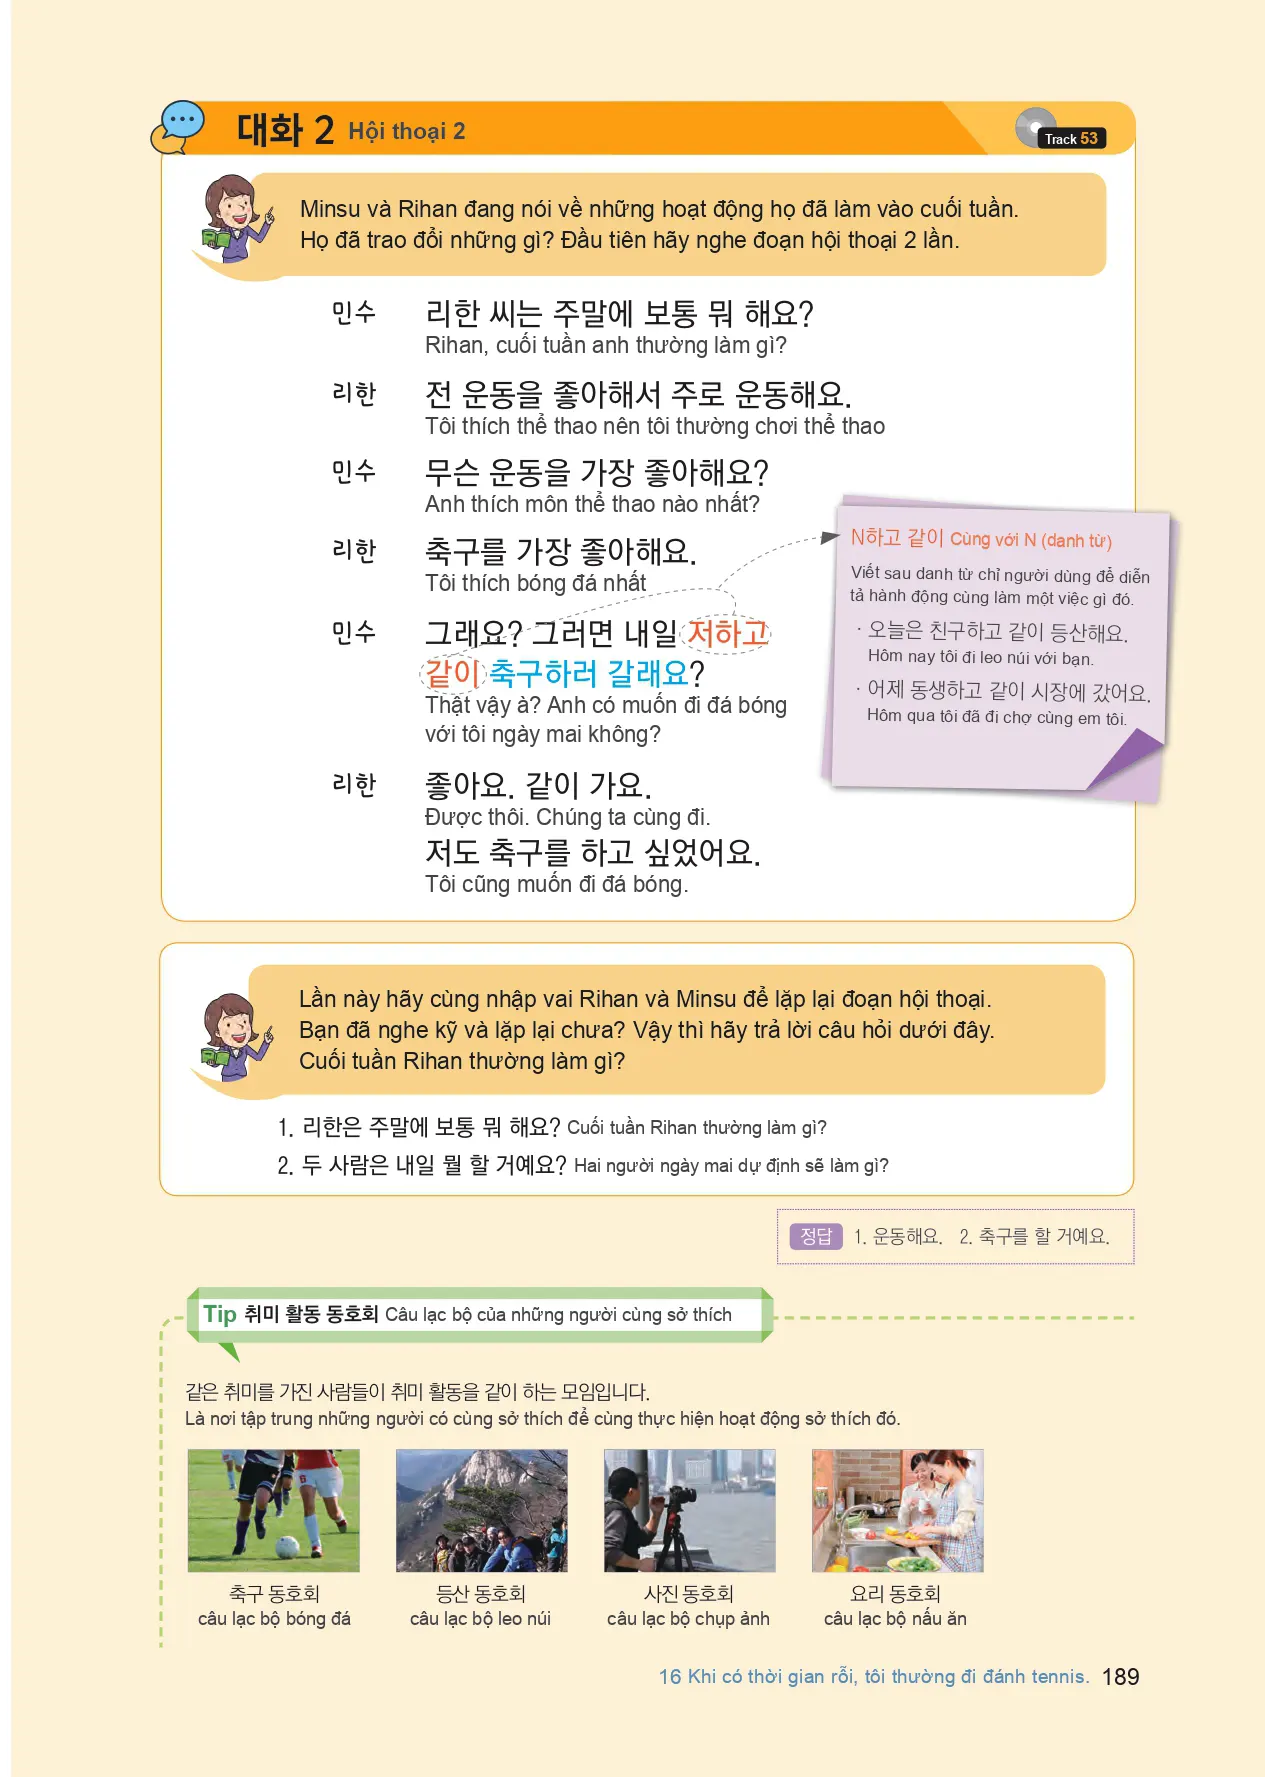 대화 2 Hội thoại 2
Track 53
Minsu và Rihan đang nói về những hoạt động họ đã làm vào cuối tuần.
Họ đã trao đổi những gì? Đầu tiên hãy nghe đoạn hội thoại 2 lần.
민수 리한 씨는 주말에 보통 뭐 해요?
Rihan, cuối tuần anh thường làm gì?
리한 전 운동을 좋아해서 주로 운동해요.
Tôi thích thể thao nên tôi thường chơi thể thao
민수 무슨 운동을 가장 좋아해요?
Anh thích môn thể thao nào nhất?
리한 축구를 가장 좋아해요.
Tôi thích bóng đá nhất
민수 그래요? 그러면 내일 저하고
같이 축구하러 갈래요?
Thật vậy à? Anh có muốn đi đá bóng
với tôi ngày mai không?
리한 좋아요. 같이 가요.
Được thôi. Chúng ta cùng đi.
저도 축구를 하고 싶었어요.
Tôi cũng muốn đi đá bóng.
N하고 같이 Cùng với N (danh từ)
Viết sau danh từ chỉ người dùng để diễn
tả hành động cùng làm một việc gì đó.
· 오늘은 친구하고 같이 등산해요.
Hôm nay tôi đi leo núi với bạn.
· 어제 동생하고 같이 시장에 갔어요.
Hôm qua tôi đã đi chợ cùng em tôi.
Lần này hãy cùng nhập vai Rihan và Minsu để lặp lại đoạn hội thoại.
Bạn đã nghe kỹ và lặp lại chưa? Vậy thì hãy trả lời câu hỏi dưới đây.
Cuối tuần Rihan thường làm gì?
1. 리한은 주말에 보통 뭐 해요? Cuối tuần Rihan thường làm gì?
2. 두 사람은 내일 뭘 할 거예요? Hai người ngày mai dự định sẽ làm gì?
정답 1. 운동해요. 2. 축구를 할 거예요.
Tip 취미 활동 동호회 Câu lạc bộ của những người cùng sở thích
같은 취미를 가진 사람들이 취미 활동을 같이 하는 모임입니다.
Là nơi tập trung những người có cùng sở thích để cùng thực hiện hoạt động sở thích đó.
축구 동호회 등산 동호회 사진 동호회 요리 동호회
câu lạc bộ bóng đá câu lạc bộ leo núi câu lạc bộ chụp ảnh câu lạc bộ nấu ăn
16 Khi có thời gian rỗi, tôi thường đi đánh tennis. 189